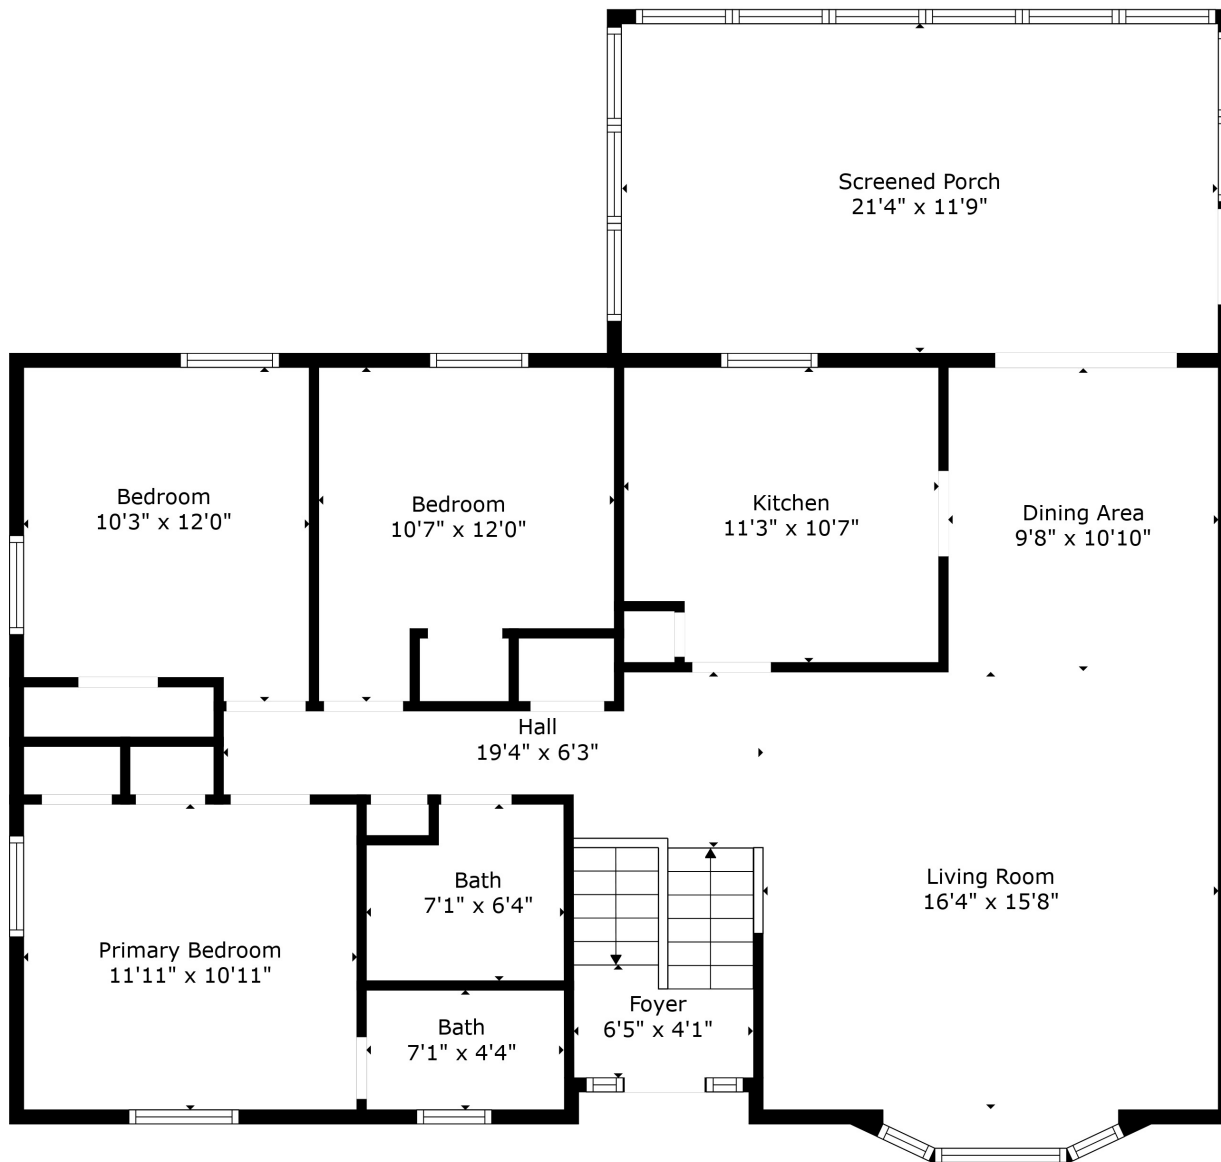 Screened Porch
21'4" x 11'9"
Bedroom
10'3" x 12'0"
Bedroom
10'7" x 12'0"
Kitchen
11'3" x 10'7"
Dining Area
9'8" x 10'10"
Hall
19'4" x 6'3"
Living Room
16'4" x 15'8"
Bath
7'1" x 6'4"
Primary Bedroom
11'11" x 10'11"
Foyer
6'5" x 4'1"
Bath
7'1" x 4'4"